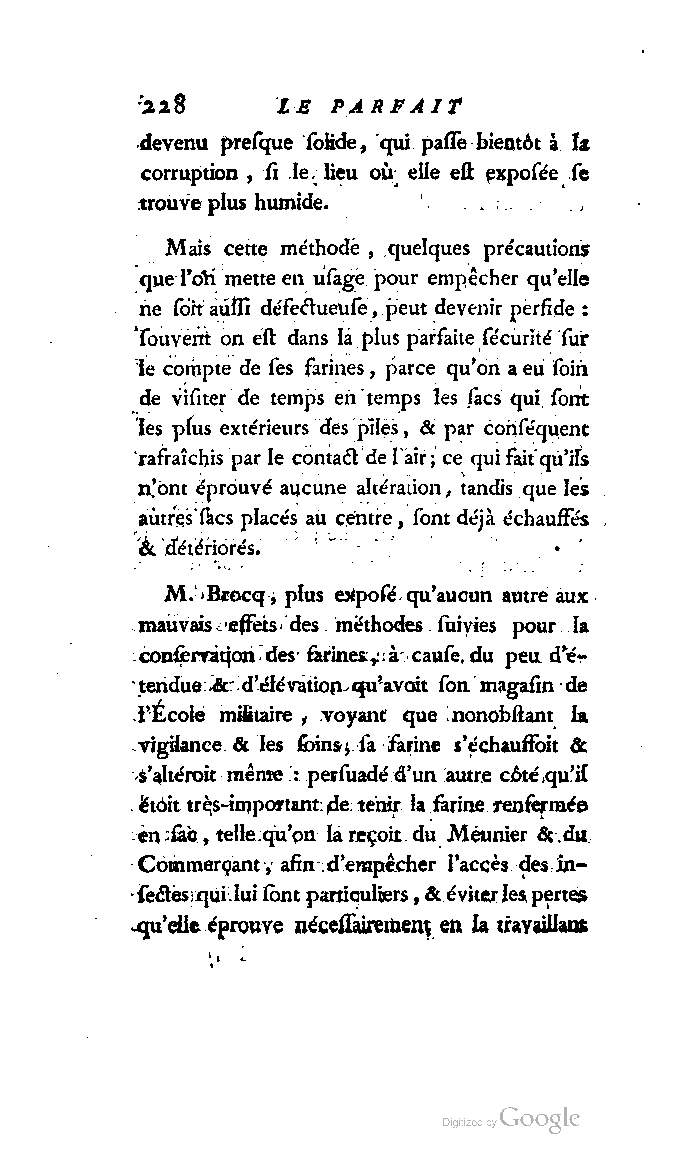 228 LE PARFAIT
devenu preſque ſolide, qui paſſe bientôt à la
corruption, ſi le lieu où elle eſt expoſée ſe
trouve plus humide.
Mais cette méthode, quelques précautions
que l'on mette en uſage pour empêcher qu'elle
ne ſoit auſſi défectueuſe, peut devenir perfide :
ſouvent on eſt dans la plus parfaite ſécurité ſur
le compte de ſes farines, parce qu'on a eu ſoin
de viſiter de temps en temps les ſacs qui ſont
les plus extérieurs des piles, & par conſéquent
rafraîchis par le contact de l'air; ce qui fait qu'ils
n'ont éprouvé aucune altération, tandis que les
autres ſacs placés au centre, ſont déjà échauffés
& détériorés.
M. Brocq, plus expoſé qu'aucun autre aux
mauvais effets des méthodes ſuivies pour la
conſervation des farines, à cauſe du peu d'é-
tendue & d'élévation qu'avoit ſon magaſin de
l'École militaire, voyant que nonobſtant la
vigilance & les ſoins, ſa farine s'échauffoit &
s'altéroit même : perſuadé d'un autre côté qu'il
étoit très-important de tenir la farine renfermée
en ſac, telle qu'on la reçoit du Meunier & du
Commerçant, afin d'empêcher l'accès des in-
ſectes qui lui ſont particuliers, & éviter les pertes
qu'elle éprouve néceſſairement en la travaillant
Digitized by Google